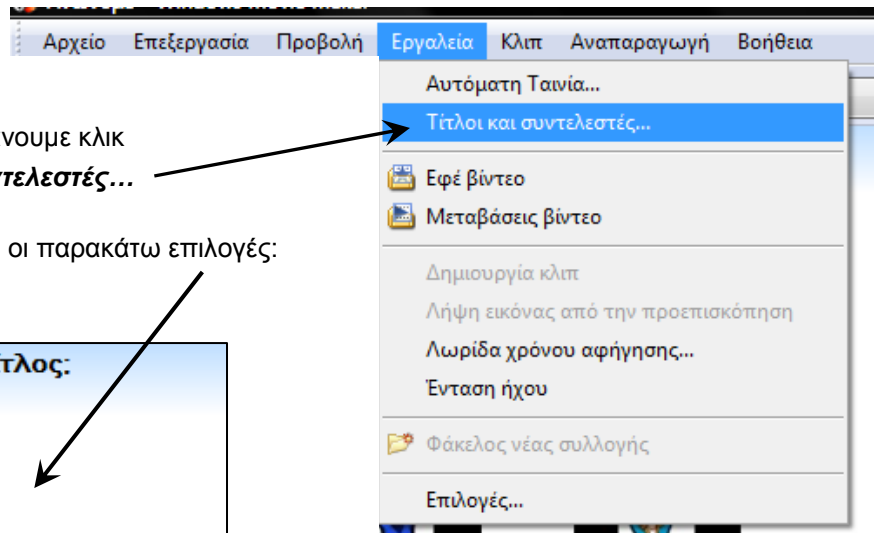 Αρχείο Επεξεργασία Προβολή Εργαλεία Κλιπ Αναπαραγωγή Βοήθεια
Αυτόματη Ταινία...
Τίτλοι και συντελεστές...
Εφέ βίντεο
Μεταβάσεις βίντεο
Δημιουργία κλιπ
Λήψη εικόνας από την προεπισκόπηση
Λωρίδα χρόνου αφήγησης...
Ένταση ήχου
Φάκελος νέας συλλογής
Επιλογές...
νουμε κλικ
τελεστές…
οι παρακάτω επιλογές:
τλος;